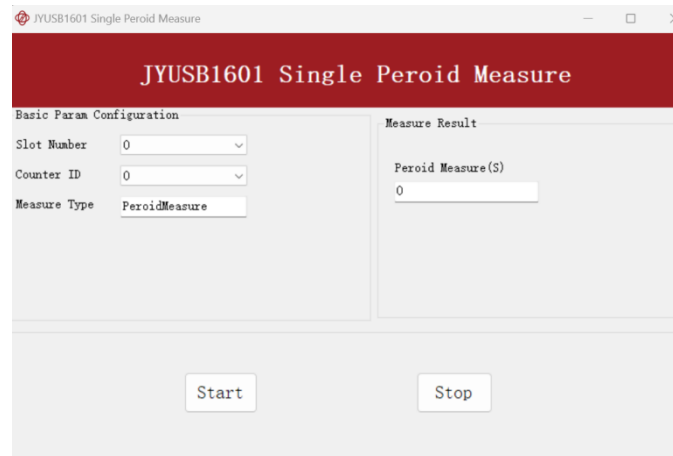 JYUSB1601 Single Peroid Measure
JYUSB1601 Single Peroid Measure
Basic Param Configuration
Slot Number 0
Counter ID 0
Measure Type PeroidMeasure
Measure Result
Peroid Measure(S)
0
Start Stop